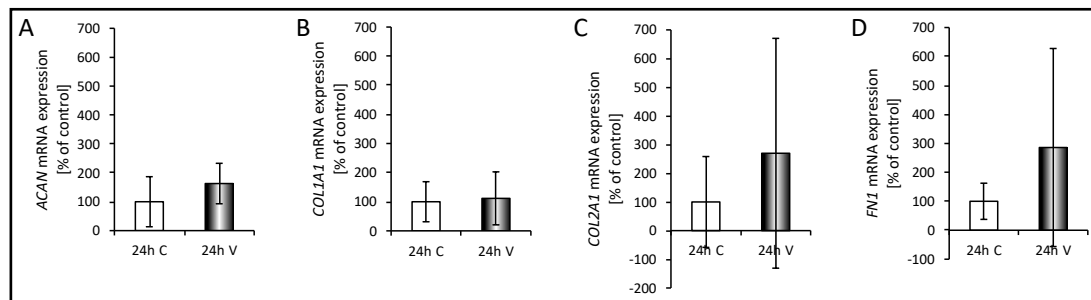 A
ACAN mRNA expression
[% of control]
700
600
500
400
300
200
100
0
24h C 24h V
B
COL1A1 mRNA expression
[% of control]
700
600
500
400
300
200
100
0
24h C 24h V
C
COL2A1 mRNA expression
[% of control]
700
600
500
400
300
200
100
0
-100
-200
24h C 24h V
D
FN1 mRNA expression
[% of control]
700
600
500
400
300
200
100
0
-100
24h C 24h V